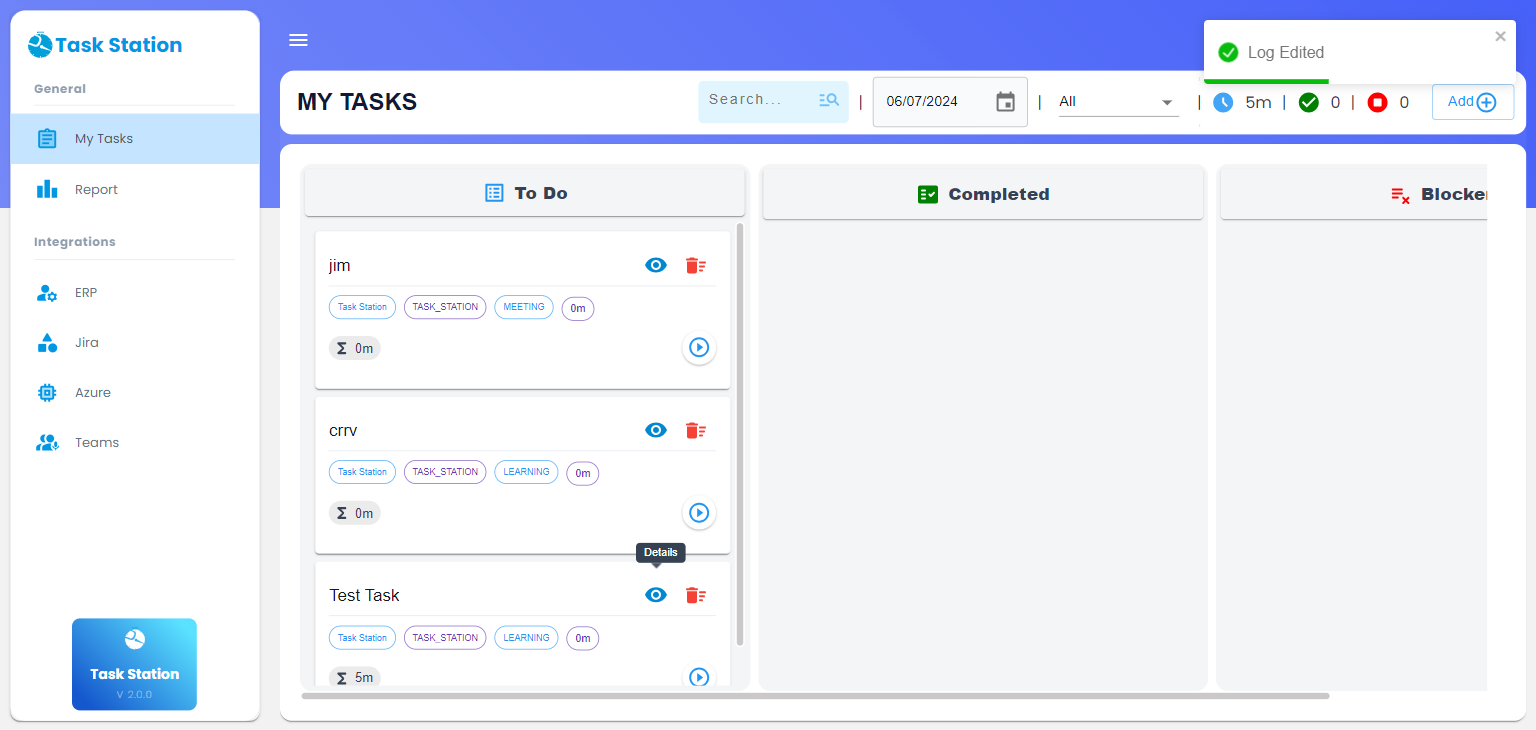 Task Station
General
My Tasks
Report
Integrations
ERP
Jira
Azure
Teams
Task Station
V 2.0.0
Log Edited
MY TASKS
Search...
|
06/07/2024
|
All
|
5m
|
0
|
0
Add
To Do
jim
Task Station TASK_STATION MEETING 0m
Σ 0m
crrv
Task Station TASK_STATION LEARNING 0m
Σ 0m
Details
Test Task
Task Station TASK_STATION LEARNING 0m
Σ 5m
Completed
Blocke